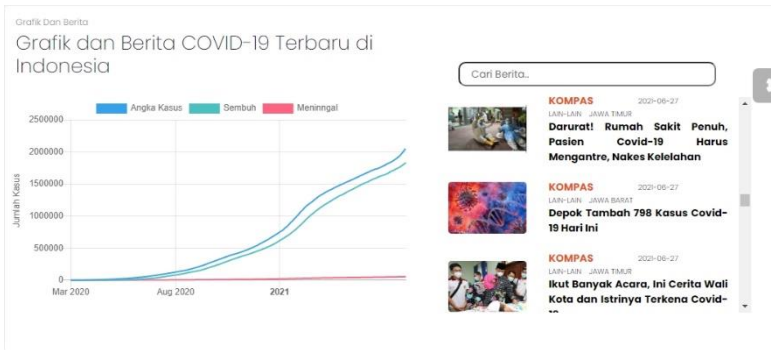 Grafik Dan Berita
Grafik dan Berita COVID-19 Terbaru di
Indonesia
Angka Kasus
Sembuh
Meninngal
2500000
2000000
1500000
1000000
500000
0
Jumlah Kasus
Mar 2020
Aug 2020
2021
Cari Berita..
KOMPAS 2021-06-27
LAIN-LAIN JAWA TIMUR
Darurat! Rumah Sakit Penuh,
Pasien Covid-19 Harus
Mengantre, Nakes Kelelahan
KOMPAS 2021-06-27
LAIN-LAIN JAWA BARAT
Depok Tambah 798 Kasus Covid-
19 Hari Ini
KOMPAS 2021-06-27
LAIN-LAIN JAWA TIMUR
Ikut Banyak Acara, Ini Cerita Wali
Kota dan Istrinya Terkena Covid-